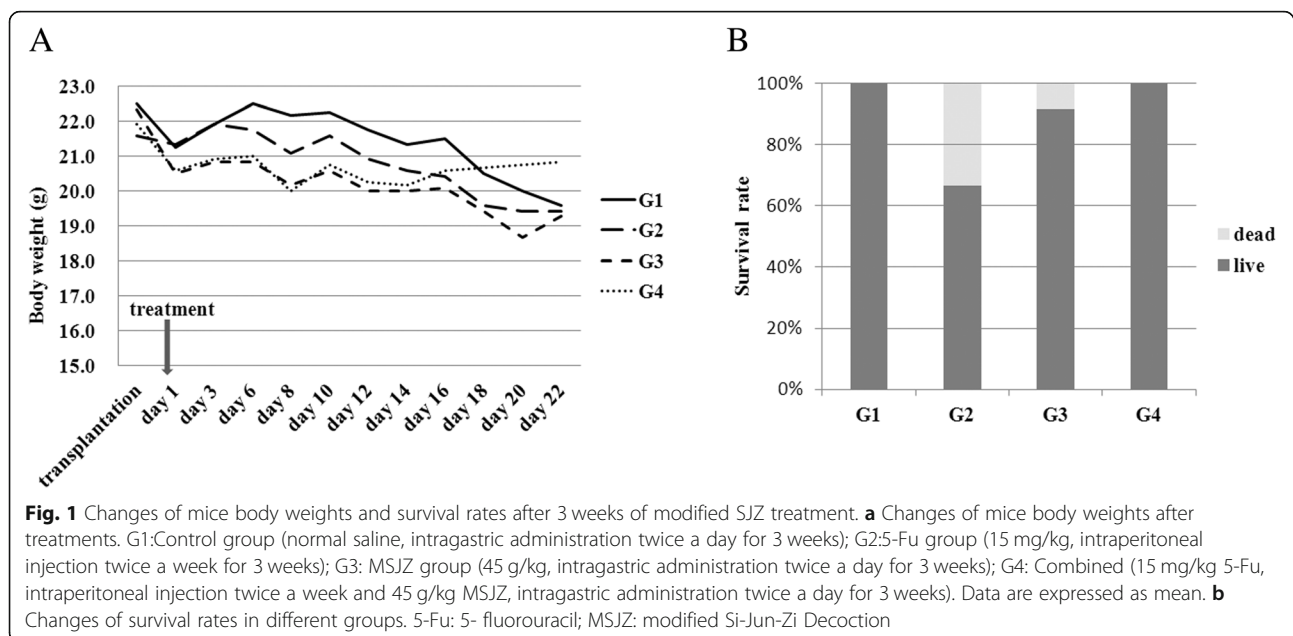 A
B
23.0
22.0
21.0
20.0
19.0
18.0
17.0
16.0
15.0
Body weight (g)
treatment
transplantation
day 1
day 3
day 6
day 8
day 10
day 12
day 14
day 16
day 18
day 20
day 22
G1
G2
G3
G4
100%
80%
60%
40%
20%
0%
Survival rate
G1
G2
G3
G4
dead
live
Fig. 1 Changes of mice body weights and survival rates after 3 weeks of modified SJZ treatment. a Changes of mice body weights after
treatments. G1:Control group (normal saline, intragastric administration twice a day for 3 weeks); G2:5-Fu group (15 mg/kg, intraperitoneal
injection twice a week for 3 weeks); G3: MSJZ group (45 g/kg, intragastric administration twice a day for 3 weeks); G4: Combined (15 mg/kg 5-Fu,
intraperitoneal injection twice a week and 45 g/kg MSJZ, intragastric administration twice a day for 3 weeks). Data are expressed as mean. b
Changes of survival rates in different groups. 5-Fu: 5- fluorouracil; MSJZ: modified Si-Jun-Zi Decoction